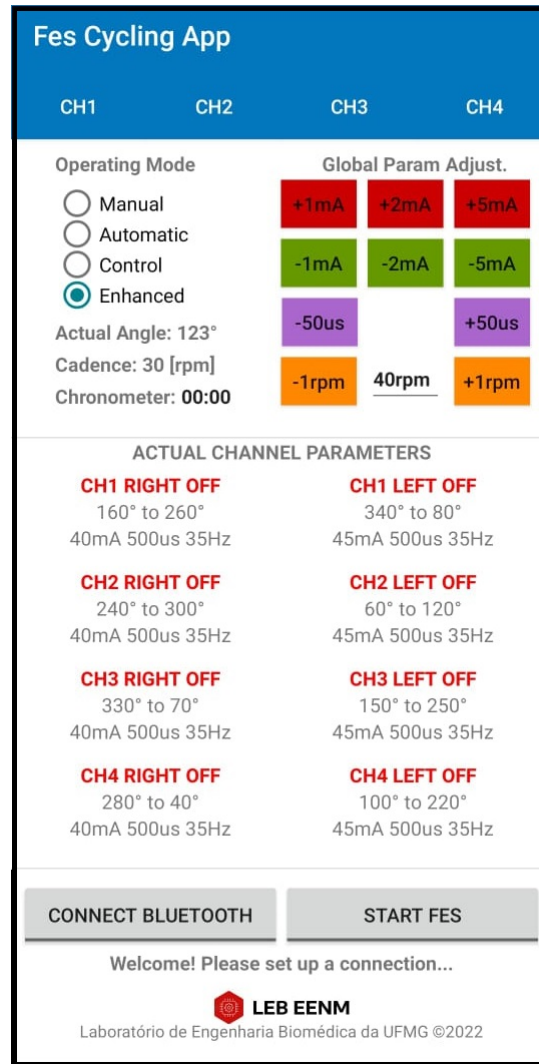 Fes Cycling App
CH1 CH2 CH3 CH4
Operating Mode
Manual
Automatic
Control
Enhanced
Actual Angle: 123°
Cadence: 30 [rpm]
Chronometer: 00:00
Global Param Adjust.
+1mA +2mA +5mA
-1mA -2mA -5mA
-50us +50us
-1rpm 40rpm +1rpm
ACTUAL CHANNEL PARAMETERS
CH1 RIGHT OFF
160° to 260°
40mA 500us 35Hz
CH1 LEFT OFF
340° to 80°
45mA 500us 35Hz
CH2 RIGHT OFF
240° to 300°
40mA 500us 35Hz
CH2 LEFT OFF
60° to 120°
45mA 500us 35Hz
CH3 RIGHT OFF
330° to 70°
40mA 500us 35Hz
CH3 LEFT OFF
150° to 250°
45mA 500us 35Hz
CH4 RIGHT OFF
280° to 40°
40mA 500us 35Hz
CH4 LEFT OFF
100° to 220°
45mA 500us 35Hz
CONNECT BLUETOOTH
START FES
Welcome! Please set up a connection...
LEB EENM
Laboratório de Engenharia Biomédica da UFMG ©2022